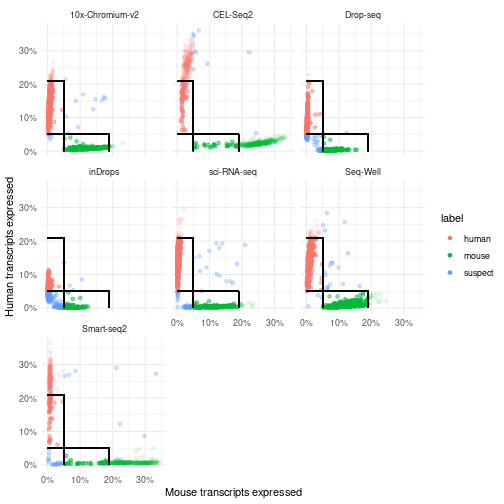 10x-Chromium-v2 CEL-Seq2 Drop-seq
30%
20%
10%
0%
inDrops sci-RNA-seq Seq-Well
30%
20%
10%
0%
0% 10% 20% 30% 0% 10% 20% 30%
Smart-seq2
30%
20%
10%
0%
0% 10% 20% 30%
Mouse transcripts expressed
Human transcripts expressed
label
human
mouse
suspect